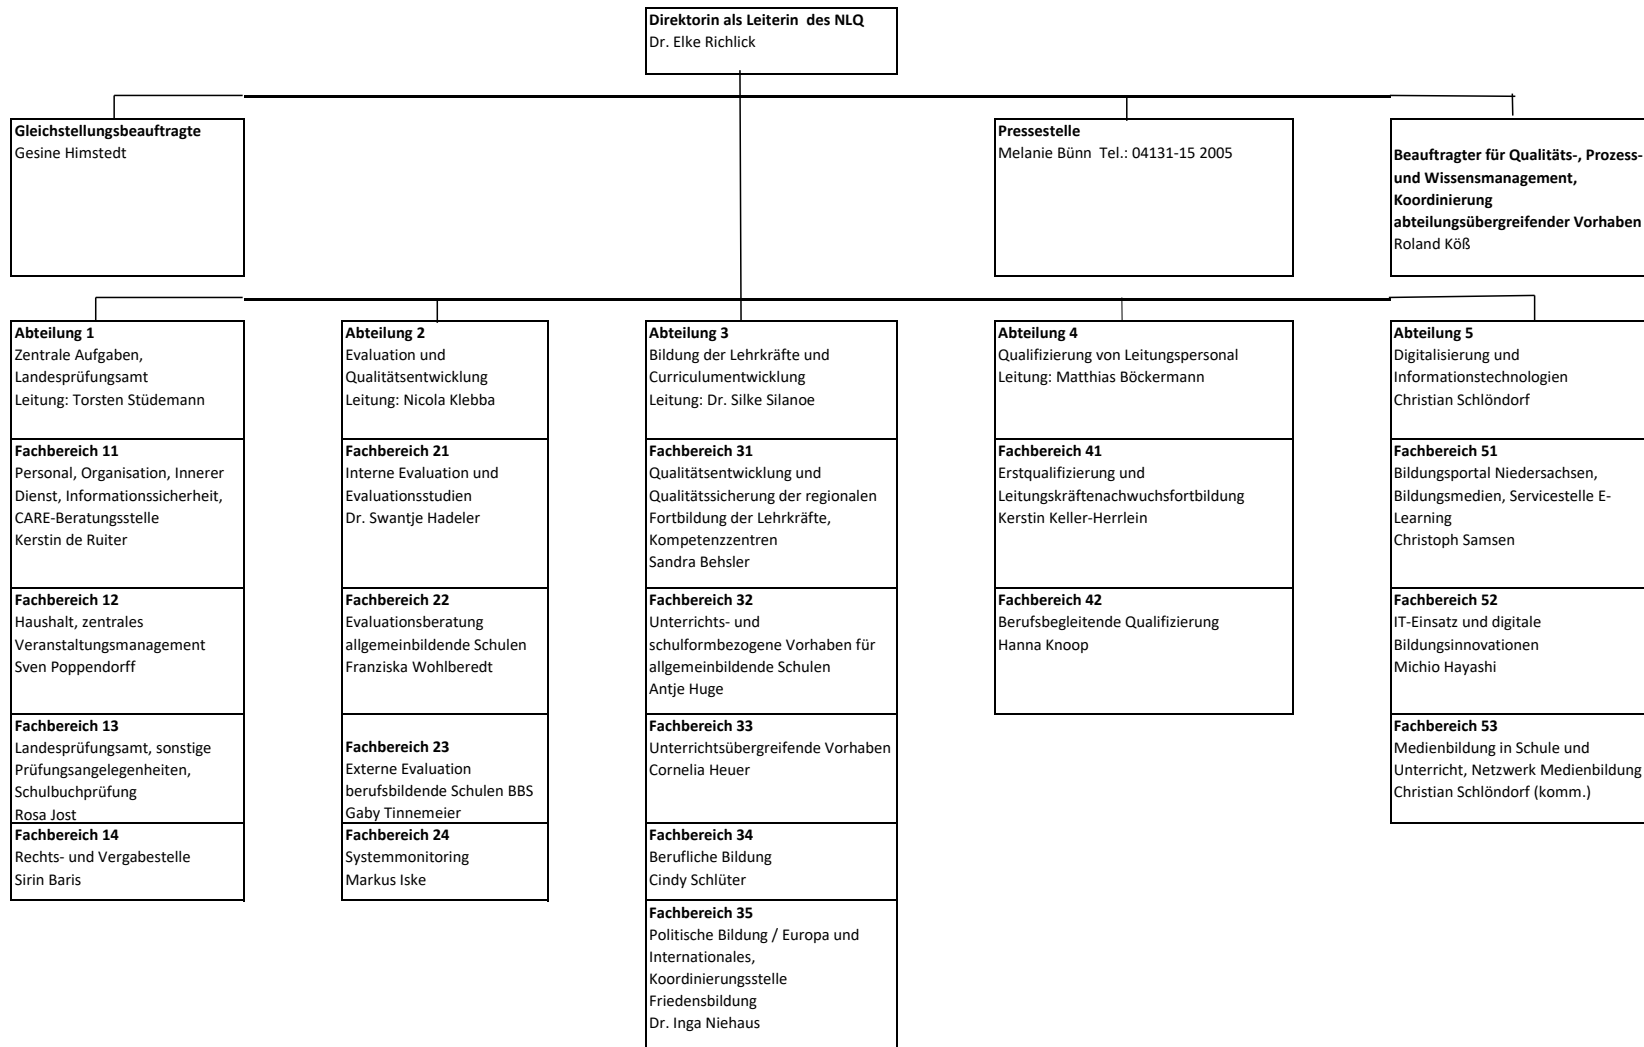 Direktorin als Leiterin des NLQ
Dr. Elke Richlick
Gleichstellungsbeauftragte
Gesine Himstedt
Pressestelle
Melanie Bünn Tel.: 04131-15 2005
Beauftragter für Qualitäts-, Prozess-
und Wissensmanagement,
Koordinierung
abteilungsübergreifender Vorhaben
Roland Köß
Abteilung 1
Zentrale Aufgaben,
Landesprüfungsamt
Leitung: Torsten Stüdemann
Fachbereich 11
Personal, Organisation, Innerer
Dienst, Informationssicherheit,
CARE-Beratungsstelle
Kerstin de Ruiter
Fachbereich 12
Haushalt, zentrales
Veranstaltungsmanagement
Sven Poppendorff
Fachbereich 13
Landesprüfungsamt, sonstige
Prüfungsangelegenheiten,
Schulbuchprüfung
Rosa Jost
Fachbereich 14
Rechts- und Vergabestelle
Sirin Baris
Abteilung 2
Evaluation und
Qualitätsentwicklung
Leitung: Nicola Klebba
Fachbereich 21
Interne Evaluation und
Evaluationsstudien
Dr. Swantje Hadeler
Fachbereich 22
Evaluationsberatung
allgemeinbildende Schulen
Franziska Wohlberedt
Fachbereich 23
Externe Evaluation
berufsbildende Schulen BBS
Gaby Tinnemeier
Fachbereich 24
Systemmonitoring
Markus Iske
Abteilung 3
Bildung der Lehrkräfte und
Curriculumentwicklung
Leitung: Dr. Silke Silanoe
Fachbereich 31
Qualitätsentwicklung und
Qualitätssicherung der regionalen
Fortbildung der Lehrkräfte,
Kompetenzzentren
Sandra Behsler
Fachbereich 32
Unterrichts- und
schulformbezogene Vorhaben für
allgemeinbildende Schulen
Antje Huge
Fachbereich 33
Unterrichtsübergreifende Vorhaben
Cornelia Heuer
Fachbereich 34
Berufliche Bildung
Cindy Schlüter
Fachbereich 35
Politische Bildung / Europa und
Internationales,
Koordinierungsstelle
Friedensbildung
Dr. Inga Niehaus
Abteilung 4
Qualifizierung von Leitungspersonal
Leitung: Matthias Böckermann
Fachbereich 41
Erstqualifizierung und
Leitungskräftenachwuchsfortbildung
Kerstin Keller-Herrlein
Fachbereich 42
Berufsbegleitende Qualifizierung
Hanna Knoop
Abteilung 5
Digitalisierung und
Informationstechnologien
Christian Schlöndorf
Fachbereich 51
Bildungsportal Niedersachsen,
Bildungsmedien, Servicestelle E-
Learning
Christoph Samsen
Fachbereich 52
IT-Einsatz und digitale
Bildungsinnovationen
Michio Hayashi
Fachbereich 53
Medienbildung in Schule und
Unterricht, Netzwerk Medienbildung
Christian Schlöndorf (komm.)